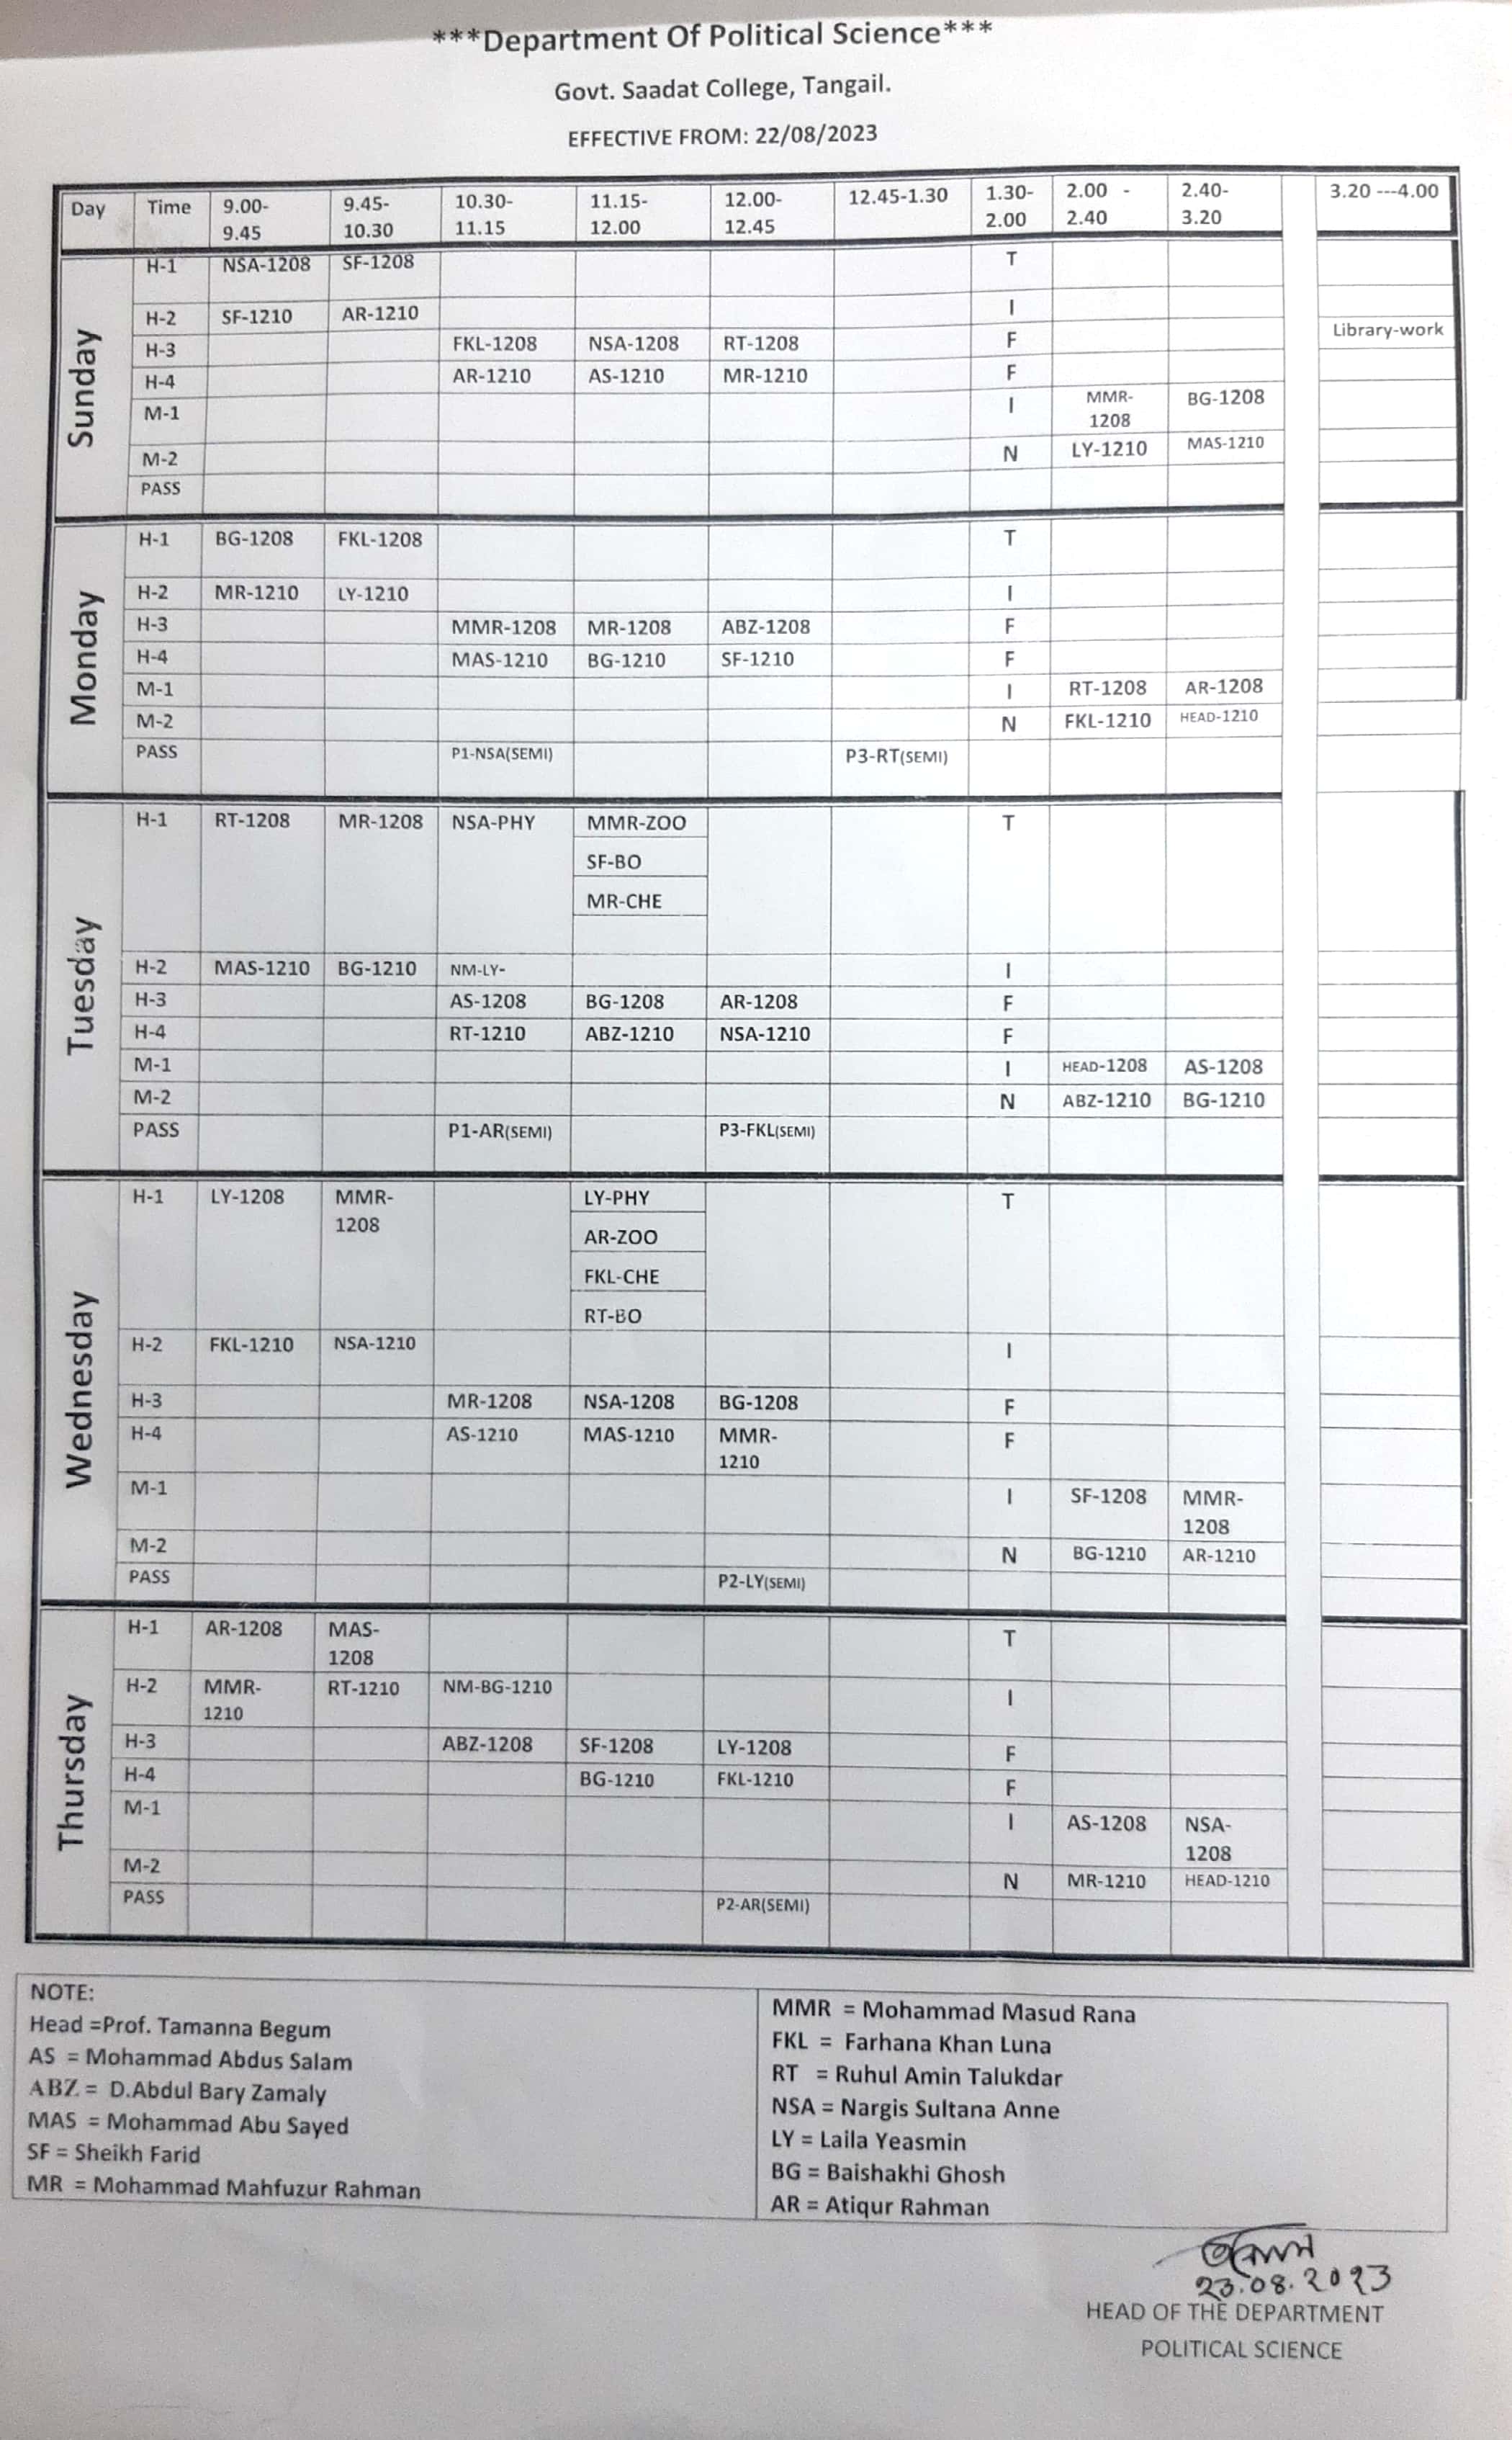 ***Department Of Political Science***
Govt. Saadat College, Tangail.
EFFECTIVE FROM: 22/08/2023
Day Time 9.00-9.45 9.45-10.30 10.30-11.15 11.15-12.00 12.00-12.45 12.45-1.30 1.30-2.00 2.00 -2.40 2.40-3.20 3.20 ---4.00
Sunday
H-1 NSA-1208 SF-1208 T
H-2 SF-1210 AR-1210 I
Library-work
H-3 FKL-1208 NSA-1208 RT-1208 F
H-4 AR-1210 AS-1210 MR-1210 F
M-1 I MMR-1208 BG-1208
M-2 N LY-1210 MAS-1210
PASS
Monday
H-1 BG-1208 FKL-1208 T
H-2 MR-1210 LY-1210 I
H-3 MMR-1208 MR-1208 ABZ-1208 F
H-4 MAS-1210 BG-1210 SF-1210 F
M-1 I RT-1208 AR-1208
M-2 N FKL-1210 HEAD-1210
PASS P1-NSA(SEMI) P3-RT(SEMI)
Tuesday
H-1 RT-1208 MR-1208 NSA-PHY MMR-ZOO T
SF-BO
MR-CHE
H-2 MAS-1210 BG-1210 NM-LY- I
H-3 AS-1208 BG-1208 AR-1208 F
H-4 RT-1210 ABZ-1210 NSA-1210 F
M-1 I HEAD-1208 AS-1208
M-2 N ABZ-1210 BG-1210
PASS P1-AR(SEMI) P3-FKL(SEMI)
Wednesday
H-1 LY-1208 MMR-1208 LY-PHY T
AR-ZOO
FKL-CHE
RT-BO
H-2 FKL-1210 NSA-1210 I
H-3 MR-1208 NSA-1208 BG-1208 F
H-4 AS-1210 MAS-1210 MMR-1210 F
M-1 I SF-1208 MMR-1208
M-2 N BG-1210 AR-1210
PASS P2-LY(SEMI)
Thursday
H-1 AR-1208 MAS-1208 T
H-2 MMR-1210 RT-1210 NM-BG-1210 I
H-3 ABZ-1208 SF-1208 LY-1208 F
H-4 BG-1210 FKL-1210 F
M-1 I AS-1208 NSA-1208
M-2 N MR-1210 HEAD-1210
PASS P2-AR(SEMI)
NOTE:
Head =Prof. Tamanna Begum
AS = Mohammad Abdus Salam
ABZ = D.Abdul Bary Zamaly
MAS = Mohammad Abu Sayed
SF = Sheikh Farid
MR = Mohammad Mahfuzur Rahman
MMR = Mohammad Masud Rana
FKL = Farhana Khan Luna
RT = Ruhul Amin Talukdar
NSA = Nargis Sultana Anne
LY = Laila Yeasmin
BG = Baishakhi Ghosh
AR = Atiqur Rahman
23.08.2023
HEAD OF THE DEPARTMENT
POLITICAL SCIENCE